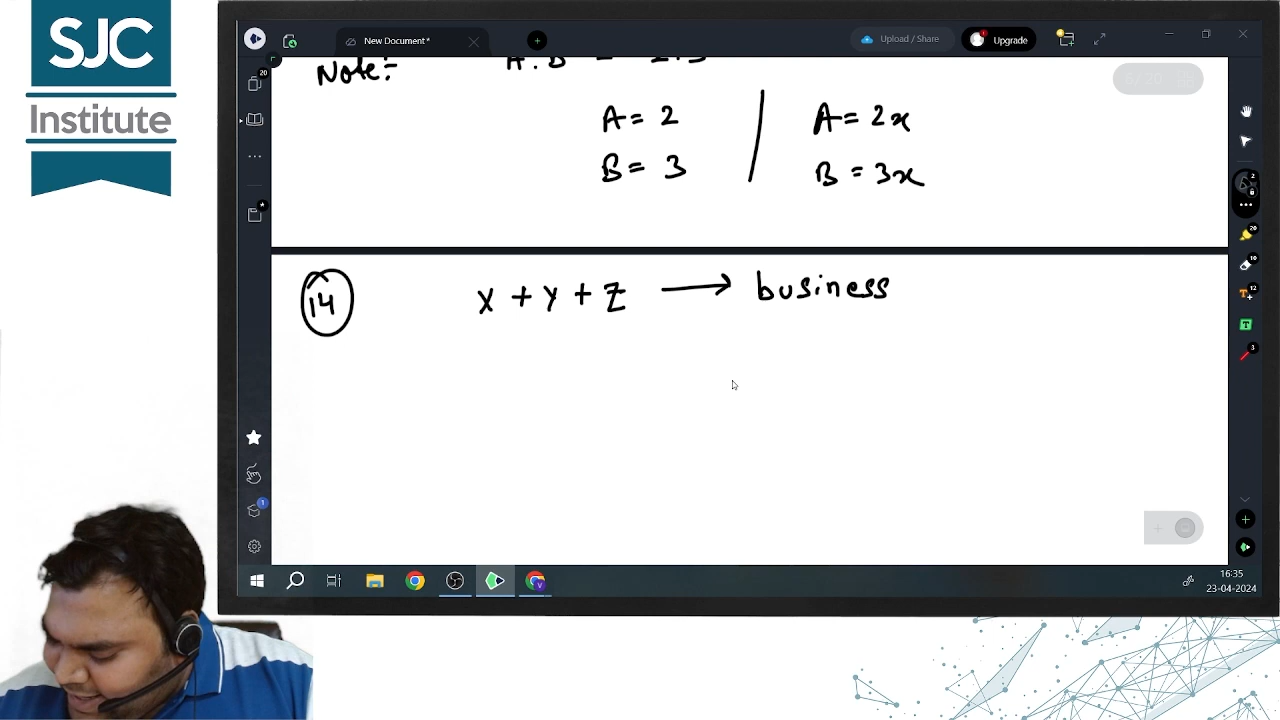 SJC
Institute
New Document*
Upload / Share
Upgrade
Note:-
A = 2
B = 3
A = 2x
B = 3x
14
x + y + z → business
16:35
23-04-2024